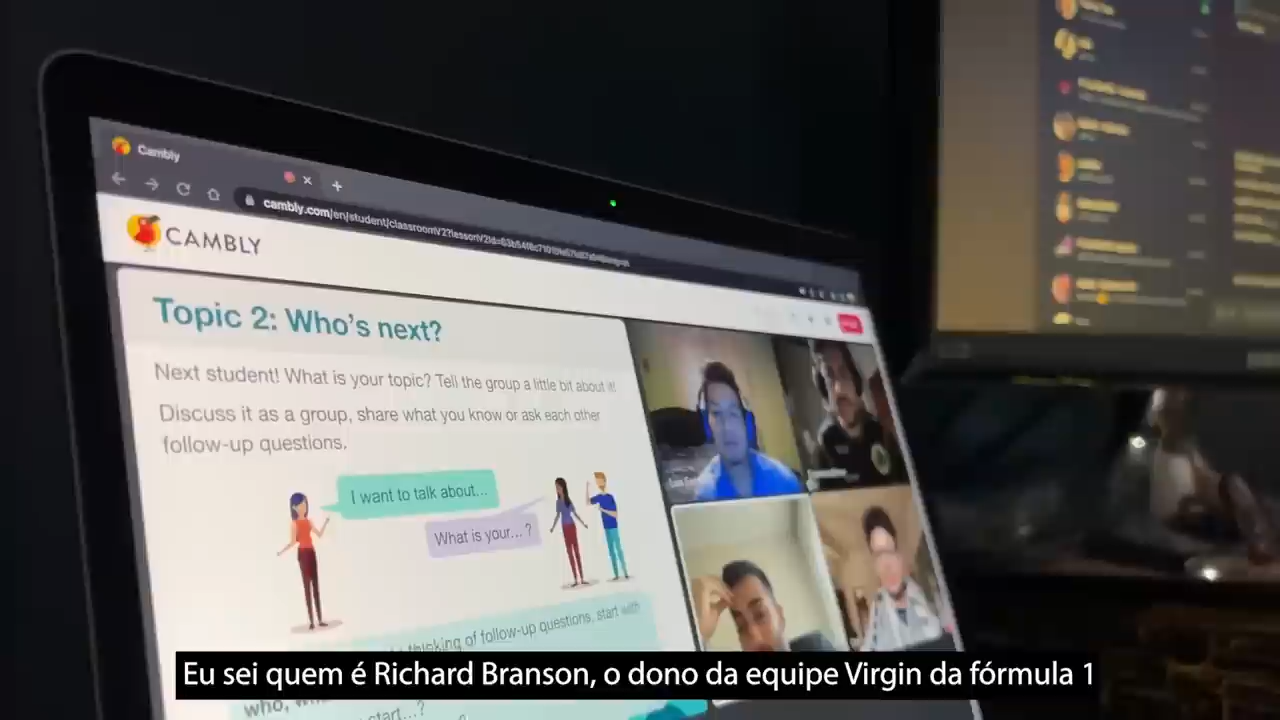 Cambly
cambly.com/en/student/classroomV2?lessonV2Id=
CAMBLY
Topic 2: Who's next?
Next student! What is your topic? Tell the group a little bit about it!
Discuss it as a group, share what you know or ask each other
follow-up questions.
I want to talk about...
What is your... ?
thinking of follow-up questions, start with
who,
start...?
Eu sei quem é Richard Branson, o dono da equipe Virgin da fórmula 1